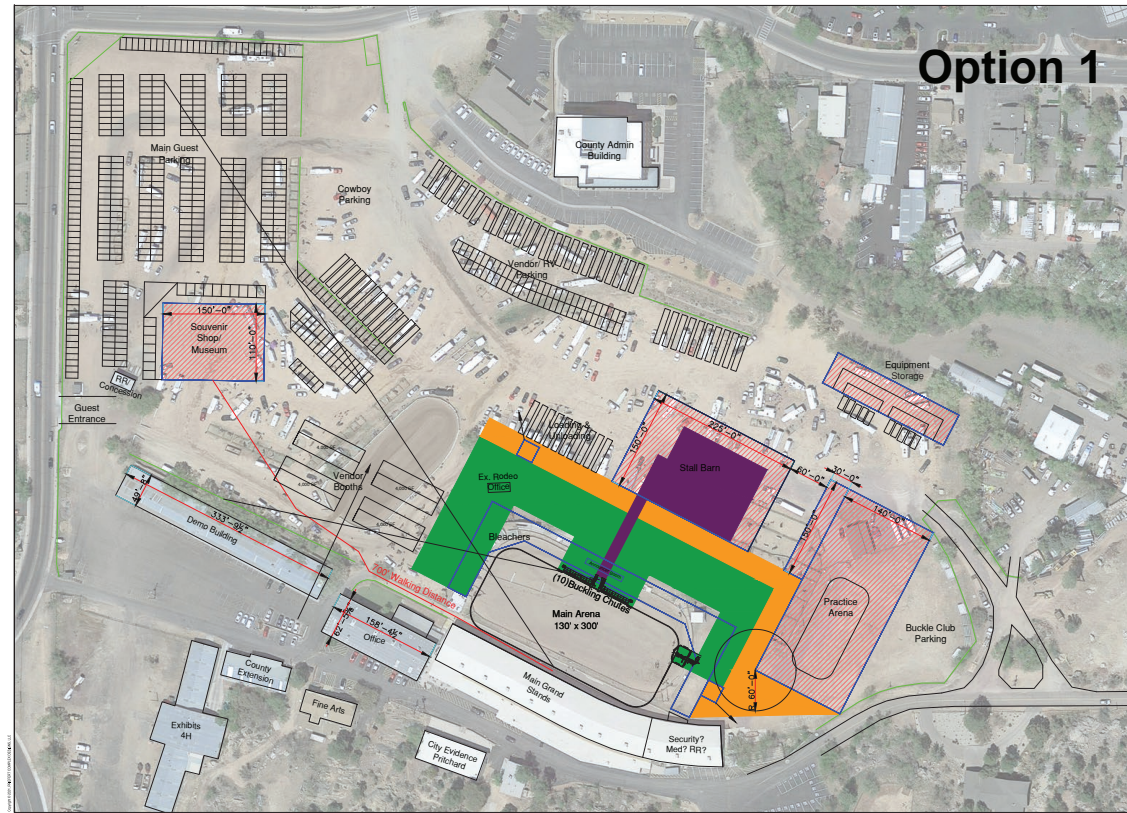 Option 1
County Admin
Building
Main Guest
Parking
Cowboy
Parking
Vendor/ RV
Parking
150'-0"
Souvenir
Shop/
Museum
110'-0"
RR/
Concession
Guest
Entrance
Equipment
Storage
Loading &
Unloading
225'-0"
150'-0"
Stall Barn
60'-0"
30'-0"
140'-0"
150'-0"
Ex. Rodeo
Office
Vendor
Booths
49'-8"
333'-9½"
Demo Building
Bleachers
(10)Buckling Chutes
Main Arena
130' x 300'
Practice
Arena
Buckle Club
Parking
700' Walking Distance
158'-4½"
Office
R. 60'-0"
County
Extension
Fine Arts
Main Grand
Stands
Exhibits
4H
City Evidence
Pritchard
Security?
Med? RR?